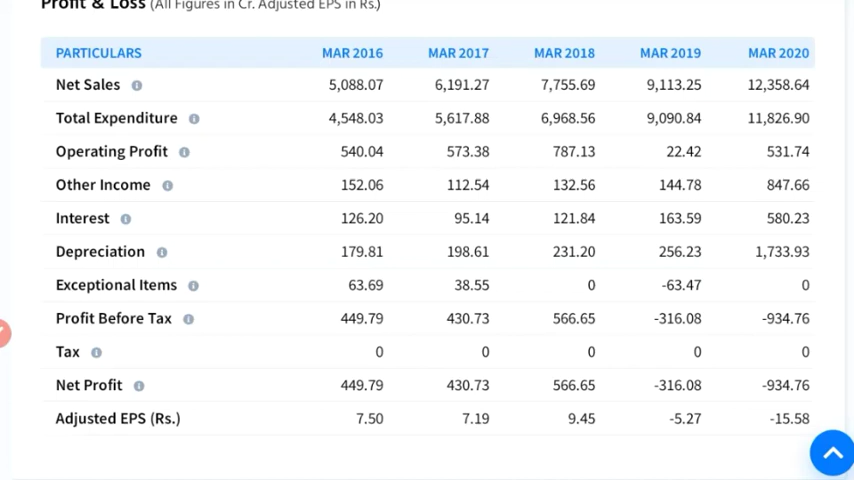 Profit & Loss (All Figures in Cr. Adjusted EPS in Rs.)
PARTICULARS MAR 2016 MAR 2017 MAR 2018 MAR 2019 MAR 2020
Net Sales 5,088.07 6,191.27 7,755.69 9,113.25 12,358.64
Total Expenditure 4,548.03 5,617.88 6,968.56 9,090.84 11,826.90
Operating Profit 540.04 573.38 787.13 22.42 531.74
Other Income 152.06 112.54 132.56 144.78 847.66
Interest 126.20 95.14 121.84 163.59 580.23
Depreciation 179.81 198.61 231.20 256.23 1,733.93
Exceptional Items 63.69 38.55 0 -63.47 0
Profit Before Tax 449.79 430.73 566.65 -316.08 -934.76
Tax 0 0 0 0 0
Net Profit 449.79 430.73 566.65 -316.08 -934.76
Adjusted EPS (Rs.) 7.50 7.19 9.45 -5.27 -15.58